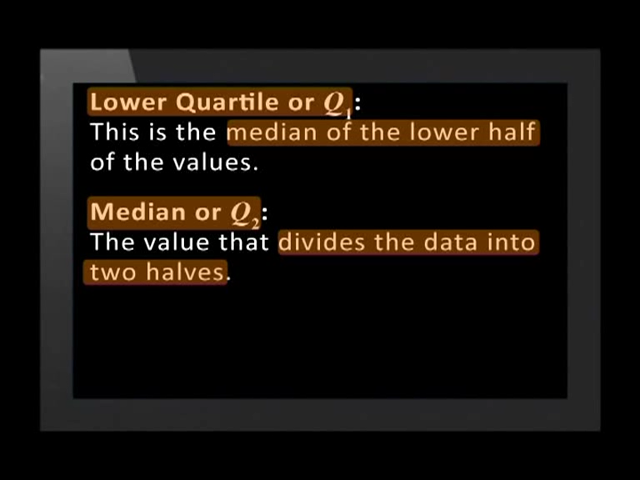 Lower Quartile or Q1:
This is the median of the lower half
of the values.
Median or Q2:
The value that divides the data into
two halves.